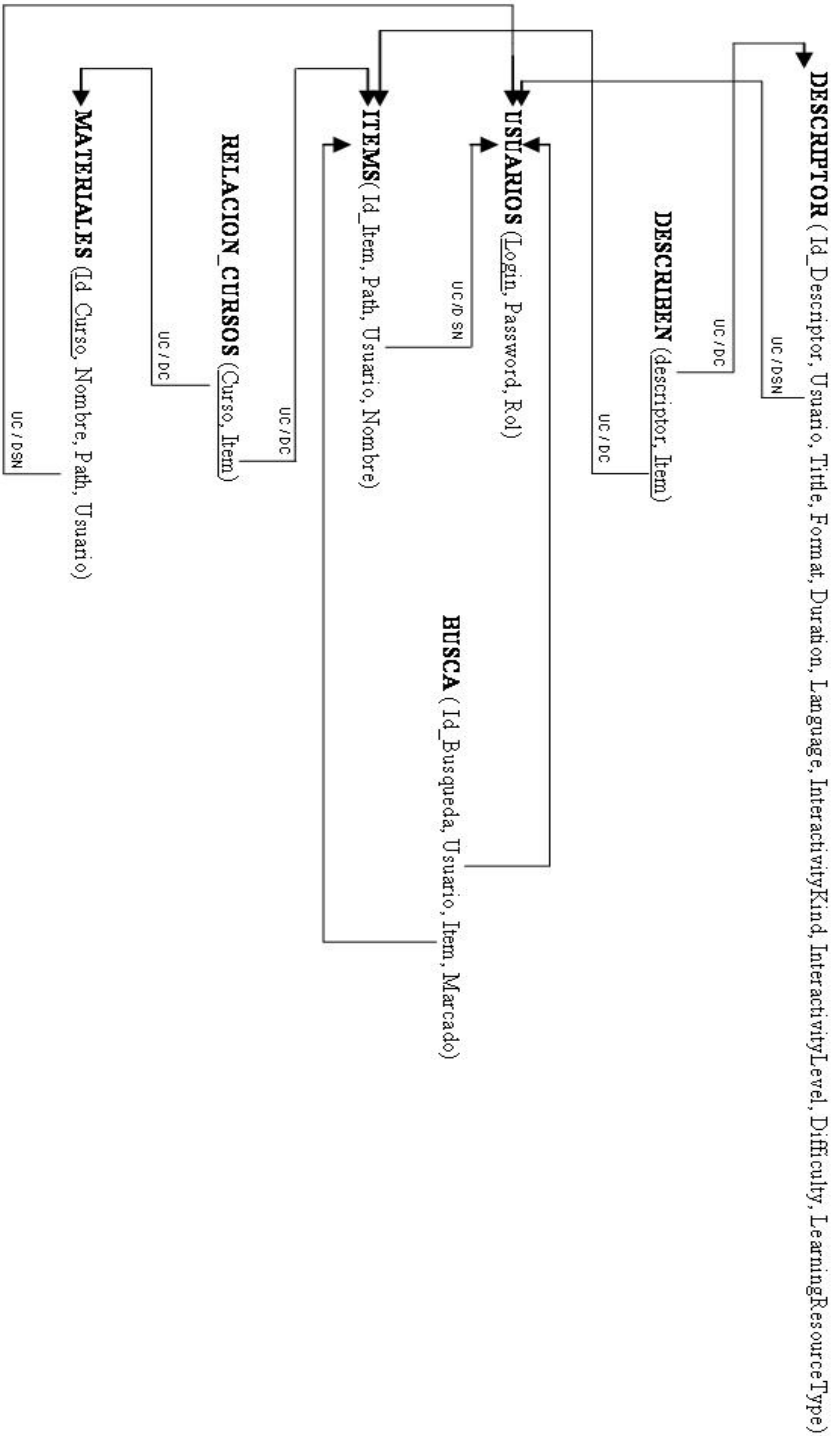 DESCRIPTOR (Id_Descriptor, Usuario, Tittle, Format, Duration, Language, InteractivityKind, InteractivityLevel, Difficulty, LearningResourceType)
UC / DSN
UC / DC
DESCRIBEN (descriptor, Item)
UC / DC
USUARIOS (Login, Password, Rol)
UC /D SN
BUSCA ( Id_Busqueda, Usuario, Item, Marcado)
ITEMS( Id_Item, Path, Usuario, Nombre)
UC / DC
RELACION_CURSOS (Curso, Item)
UC / DC
MATERIALES (Id_Curso, Nombre, Path, Usuario)
UC / DSN